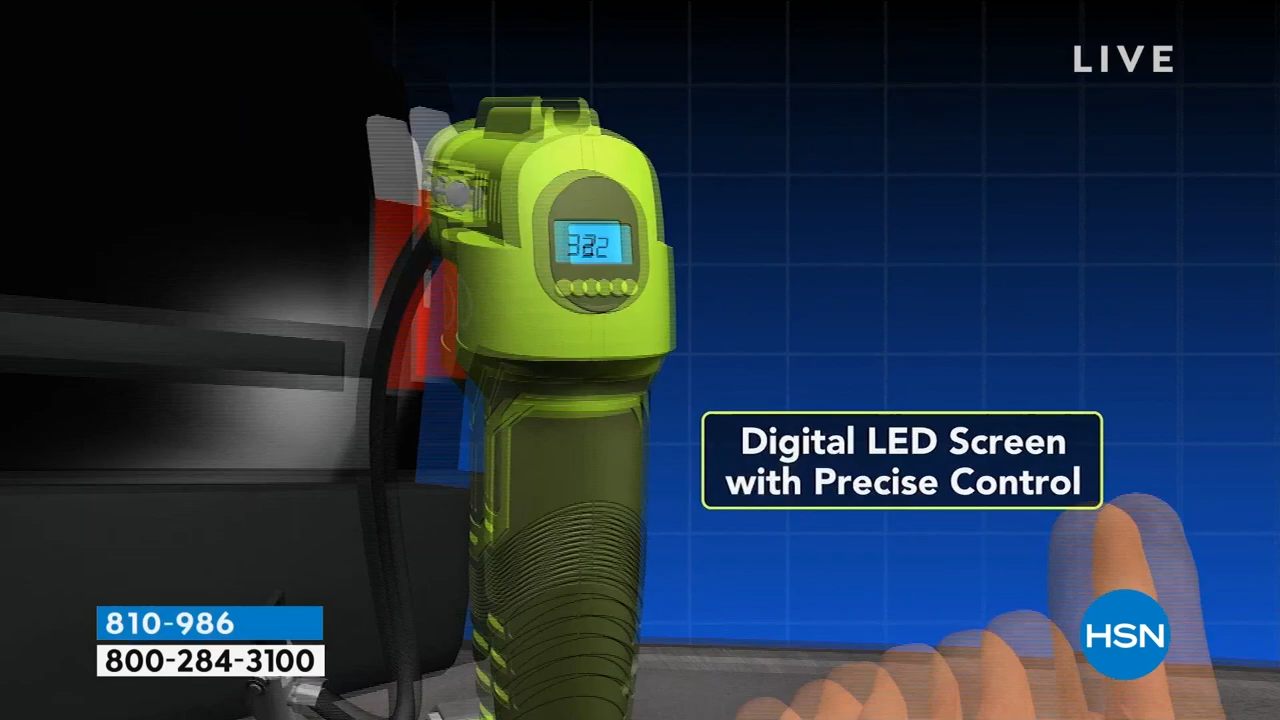 LIVE
Digital LED Screen
with Precise Control
810-986
800-284-3100
HSN